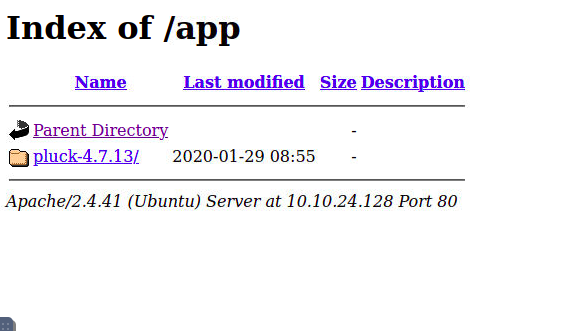 Index of /app
Name Last modified Size Description
Parent Directory -
pluck-4.7.13/ 2020-01-29 08:55 -
Apache/2.4.41 (Ubuntu) Server at 10.10.24.128 Port 80